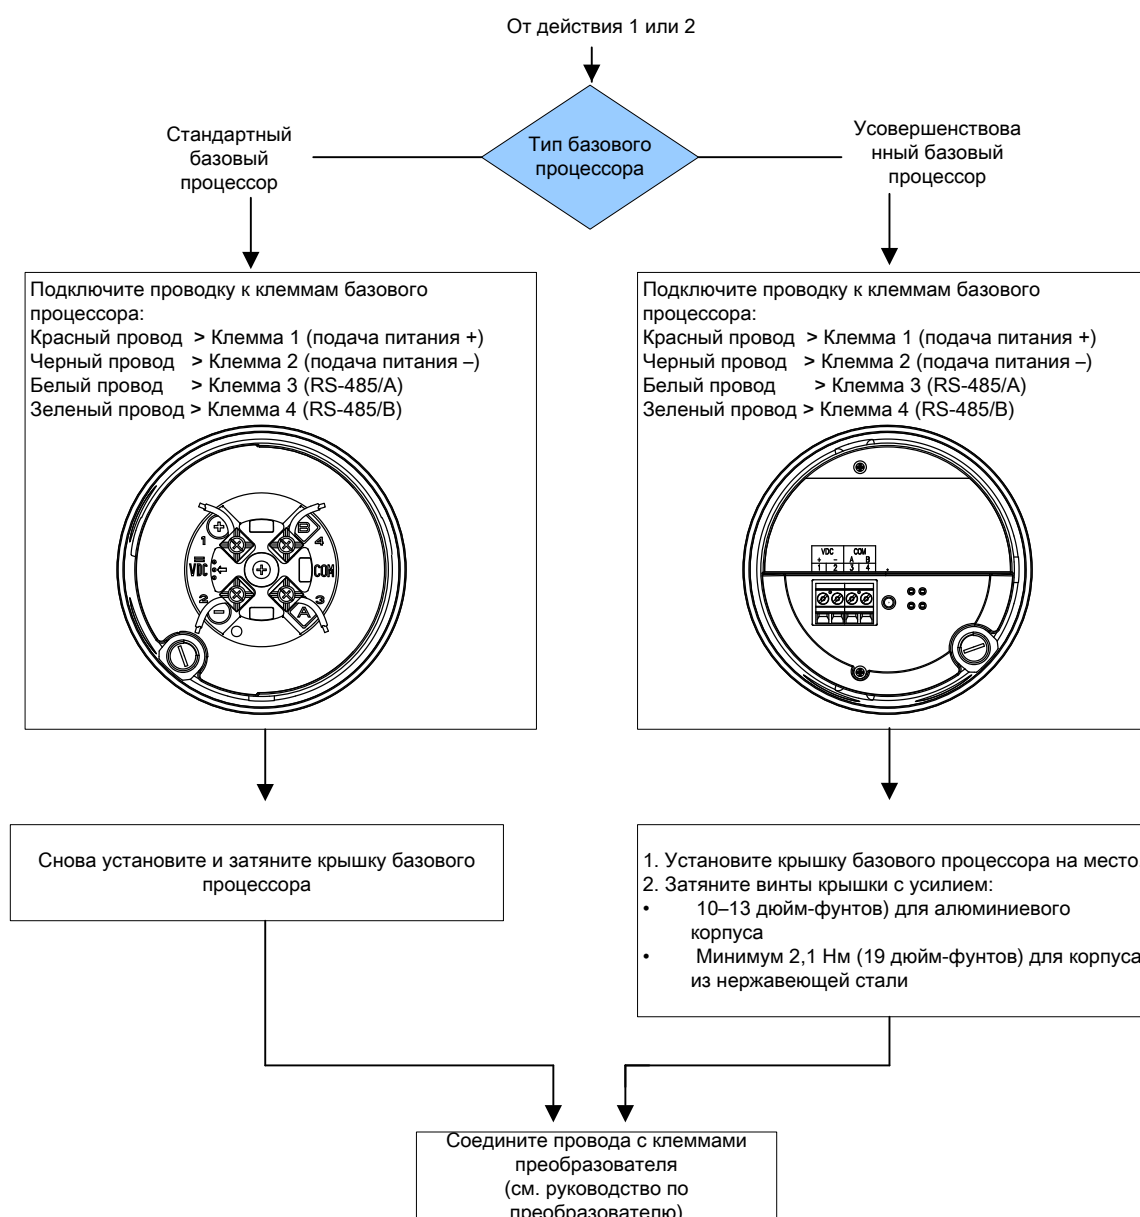 От действия 1 или 2
Тип базового
процессора
Стандартный
базовый
процессор
Усовершенствова
нный базовый
процессор
Подключите проводку к клеммам базового
процессора:
Красный провод > Клемма 1 (подача питания +)
Черный провод > Клемма 2 (подача питания –)
Белый провод > Клемма 3 (RS-485/A)
Зеленый провод > Клемма 4 (RS-485/B)
+ B
1 4
VDC COM
2 3
– A
Подключите проводку к клеммам базового
процессора:
Красный провод > Клемма 1 (подача питания +)
Черный провод > Клемма 2 (подача питания –)
Белый провод > Клемма 3 (RS-485/A)
Зеленый провод > Клемма 4 (RS-485/B)
VDC COM
+ – A B
1 2 3 4
Снова установите и затяните крышку базового
процессора
1. Установите крышку базового процессора на место
2. Затяните винты крышки с усилием:
• 10–13 дюйм-фунтов) для алюминиевого
корпуса
• Минимум 2,1 Нм (19 дюйм-фунтов) для корпуса
из нержавеющей стали
Соедините провода с клеммами
преобразователя
(см. руководство по
преобразователю)